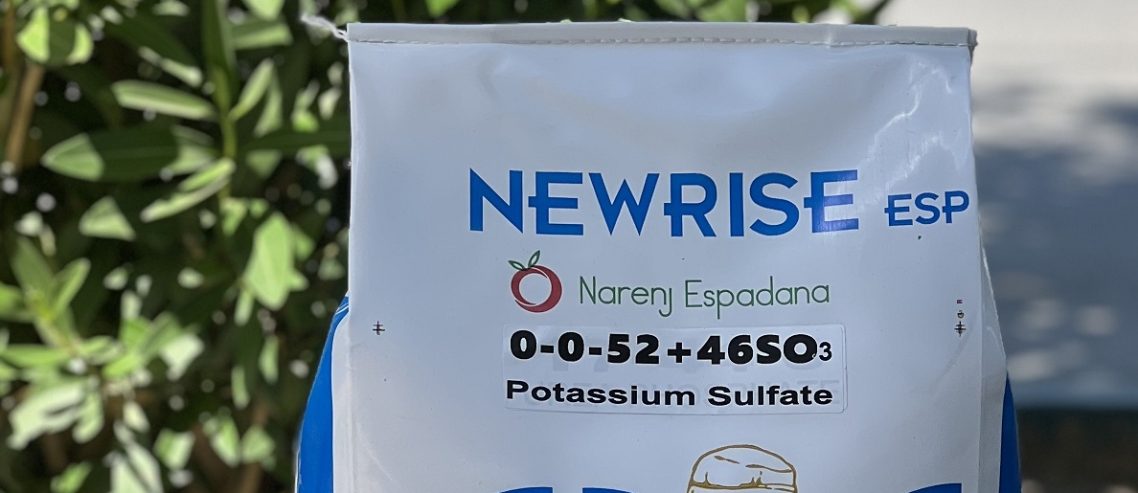 NEWRISE ESP
Narenj Espadana
0-0-52+46SO3
Potassium Sulfate